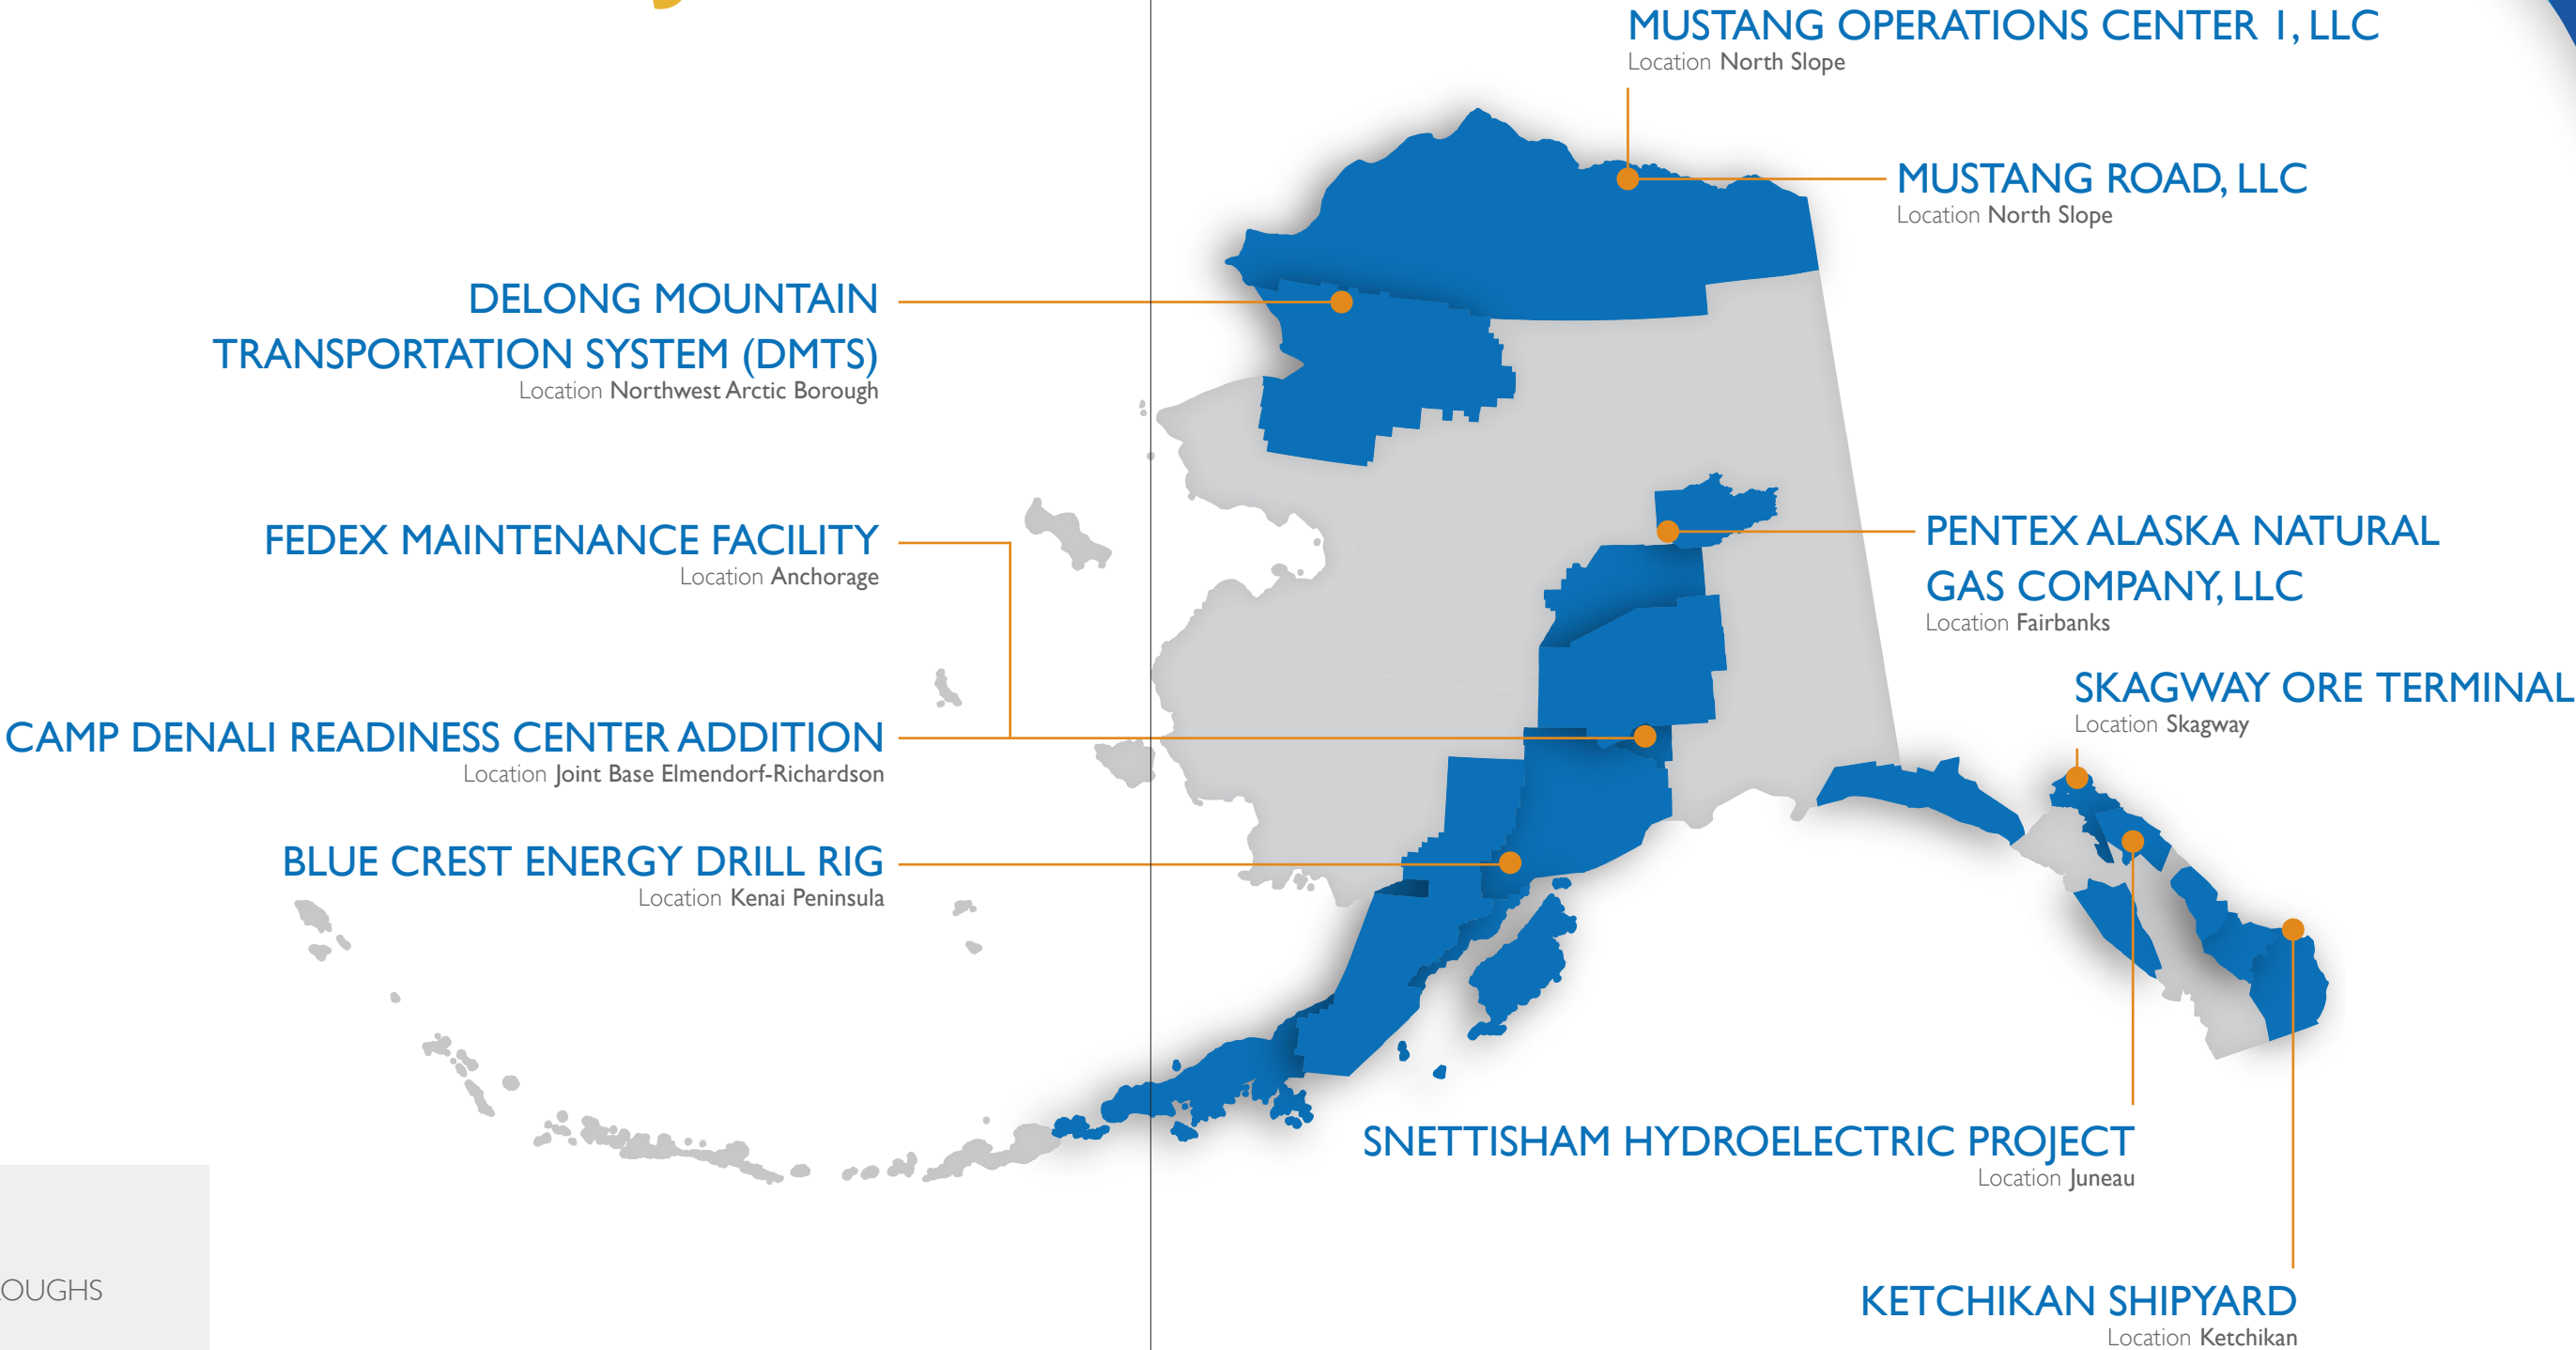 MUSTANG OPERATIONS CENTER 1, LLC
Location North Slope
MUSTANG ROAD, LLC
Location North Slope
DELONG MOUNTAIN
TRANSPORTATION SYSTEM (DMTS)
Location Northwest Arctic Borough
FEDEX MAINTENANCE FACILITY
Location Anchorage
PENTEX ALASKA NATURAL
GAS COMPANY, LLC
Location Fairbanks
SKAGWAY ORE TERMINAL
Location Skagway
CAMP DENALI READINESS CENTER ADDITION
Location Joint Base Elmendorf-Richardson
BLUE CREST ENERGY DRILL RIG
Location Kenai Peninsula
SNETTISHAM HYDROELECTRIC PROJECT
Location Juneau
OUGHS
KETCHIKAN SHIPYARD
Location Ketchikan